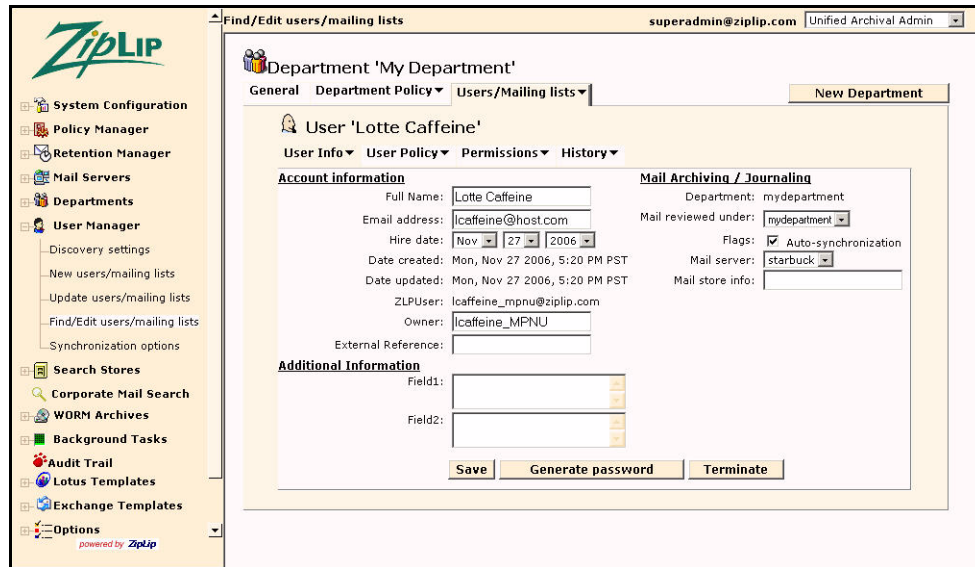 Find/Edit users/mailing lists
superadmin@ziplip.com Unified Archival Admin
ZipLip
System Configuration
Policy Manager
Retention Manager
Mail Servers
Departments
User Manager
Discovery settings
New users/mailing lists
Update users/mailing lists
Find/Edit users/mailing lists
Synchronization options
Search Stores
Corporate Mail Search
WORM Archives
Background Tasks
Audit Trail
Lotus Templates
Exchange Templates
Options
powered by ZipLip
Department 'My Department'
General Department Policy Users/Mailing lists
New Department
User 'Lotte Caffeine'
User Info User Policy Permissions History
Account information
Full Name: Lotte Caffeine
Email address: lcaffeine@host.com
Hire date: Nov 27 2006
Date created: Mon, Nov 27 2006, 5:20 PM PST
Date updated: Mon, Nov 27 2006, 5:20 PM PST
ZLPUser: lcaffeine_mpnu@ziplip.com
Owner: lcaffeine_MPNU
External Reference:
Additional Information
Field1:
Field2:
Mail Archiving / Journaling
Department: mydepartment
Mail reviewed under: mydepartment
Flags: Auto-synchronization
Mail server: starbuck
Mail store info:
Save Generate password Terminate